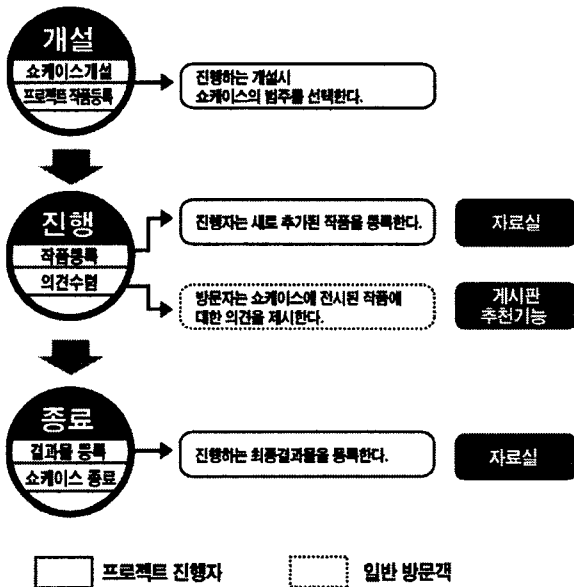 개설
쇼케이스개설
프로젝트 작품등록
진행하는 개설시
쇼케이스의 범주를 선택한다.
진행
작품등록
의견수렴
진행자는 새로 추가된 작품을 등록한다.
자료실
방문자는 쇼케이스에 전시된 작품에
대한 의견을 제시한다.
게시판
추천기능
종료
결과물 등록
쇼케이스 종료
진행하는 최종결과물을 등록한다.
자료실
프로젝트 진행자
일반 방문객